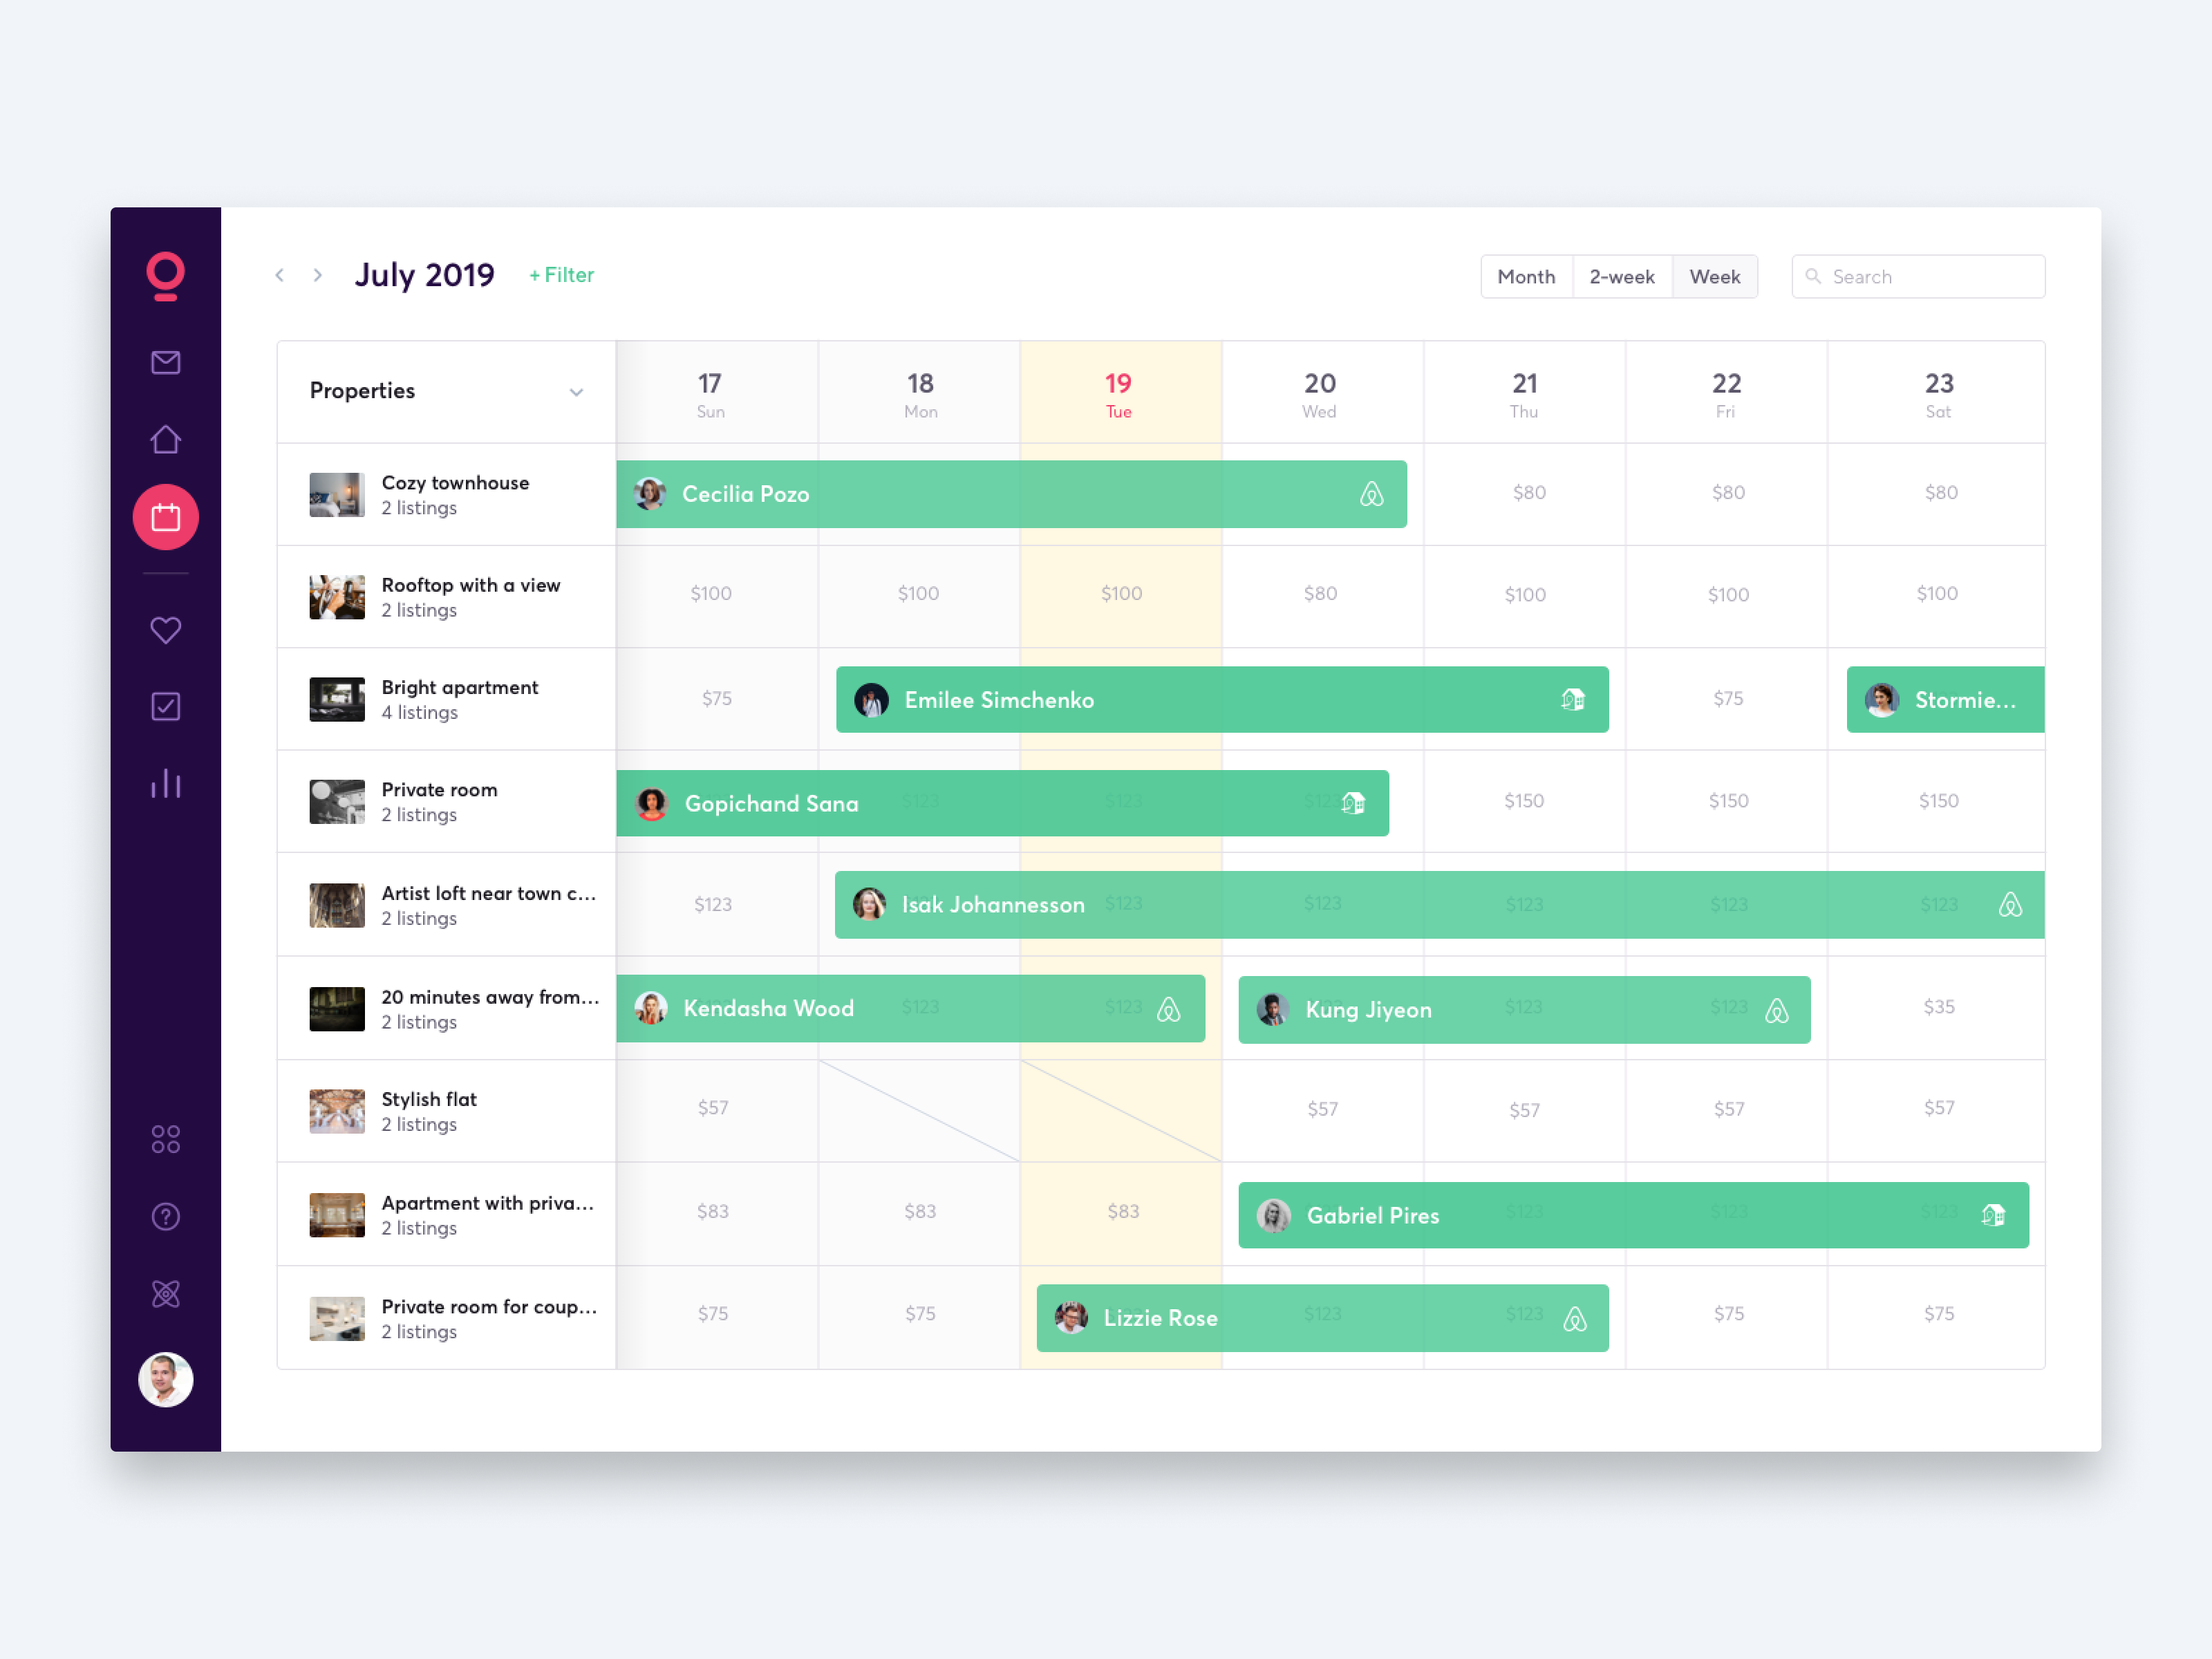 July 2019
+ Filter
Month
2-week
Week
Search
Properties
17
Sun
18
Mon
19
Tue
20
Wed
21
Thu
22
Fri
23
Sat
Cozy townhouse
2 listings
Cecilia Pozo
$80
$80
$80
Rooftop with a view
2 listings
$100
$100
$100
$80
$100
$100
$100
Bright apartment
4 listings
$75
Emilee Simchenko
$75
Stormie...
Private room
2 listings
Gopichand Sana
$123
$123
$123
$150
$150
$150
Artist loft near town c...
2 listings
$123
Isak Johannesson
$123
$123
$123
$123
$123
20 minutes away from...
2 listings
Kendasha Wood
$123
$123
Kung Jiyeon
$123
$123
$35
Stylish flat
2 listings
$57
$57
$57
$57
$57
Apartment with priva...
2 listings
$83
$83
$83
Gabriel Pires
$123
$123
$123
Private room for coup...
2 listings
$75
$75
Lizzie Rose
$123
$123
$75
$75